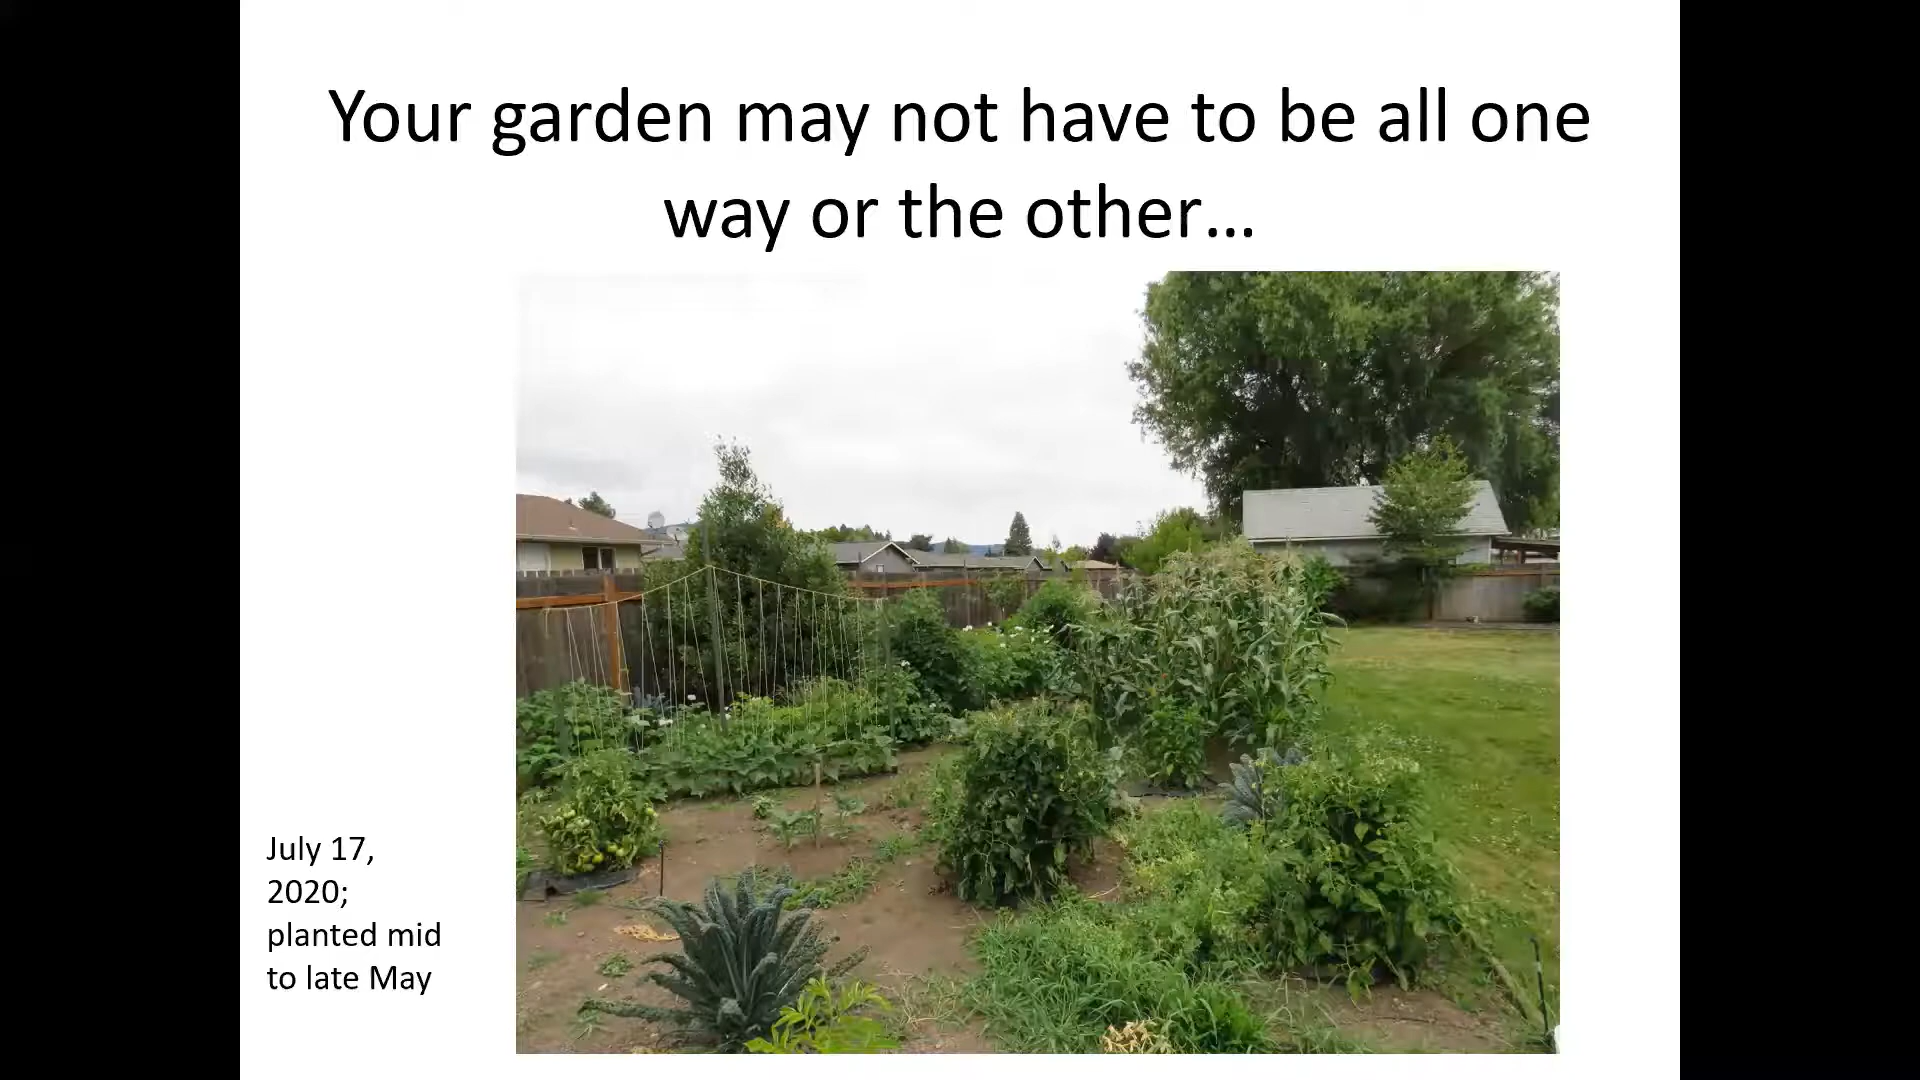 Your garden may not have to be all one
way or the other...
July 17,
2020;
planted mid
to late May